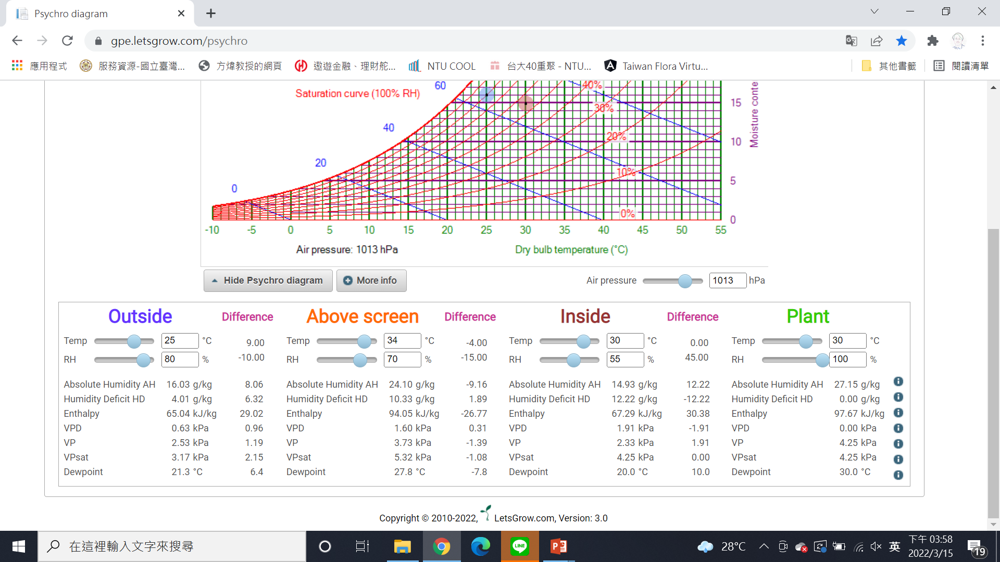 Psychro diagram
gpe.letsgrow.com/psychro
應用程式 服務資源-國立臺灣... 方煒教授的網頁 遨遊金融、理財舵... NTU COOL 台大40重聚 - NTU... Taiwan Flora Virtu... 其他書籤 閱讀清單
Saturation curve (100% RH)
60
40
20
0
40%
30%
20%
10%
0%
15
10
5
0
Moisture conte
-10 -5 0 5 10 15 20 25 30 35 40 45 50 55
Air pressure: 1013 hPa Dry bulb temperature (°C)
Hide Psychro diagram More info Air pressure 1013 hPa
Outside Difference Above screen Difference Inside Difference Plant
Temp 25 °C 9.00 Temp 34 °C -4.00 Temp 30 °C 0.00 Temp 30 °C
RH 80 % -10.00 RH 70 % -15.00 RH 55 % 45.00 RH 100 %
Absolute Humidity AH 16.03 g/kg 8.06 Absolute Humidity AH 24.10 g/kg -9.16 Absolute Humidity AH 14.93 g/kg 12.22 Absolute Humidity AH 27.15 g/kg
Humidity Deficit HD 4.01 g/kg 6.32 Humidity Deficit HD 10.33 g/kg 1.89 Humidity Deficit HD 12.22 g/kg -12.22 Humidity Deficit HD 0.00 g/kg
Enthalpy 65.04 kJ/kg 29.02 Enthalpy 94.05 kJ/kg -26.77 Enthalpy 67.29 kJ/kg 30.38 Enthalpy 97.67 kJ/kg
VPD 0.63 kPa 0.96 VPD 1.60 kPa 0.31 VPD 1.91 kPa -1.91 VPD 0.00 kPa
VP 2.53 kPa 1.19 VP 3.73 kPa -1.39 VP 2.33 kPa 1.91 VP 4.25 kPa
VPsat 3.17 kPa 2.15 VPsat 5.32 kPa -1.08 VPsat 4.25 kPa 0.00 VPsat 4.25 kPa
Dewpoint 21.3 °C 6.4 Dewpoint 27.8 °C -7.8 Dewpoint 20.0 °C 10.0 Dewpoint 30.0 °C
Copyright © 2010-2022, LetsGrow.com, Version: 3.0
在這裡輸入文字來搜尋 LINE 28°C 英 下午 03:58
2022/3/15 19